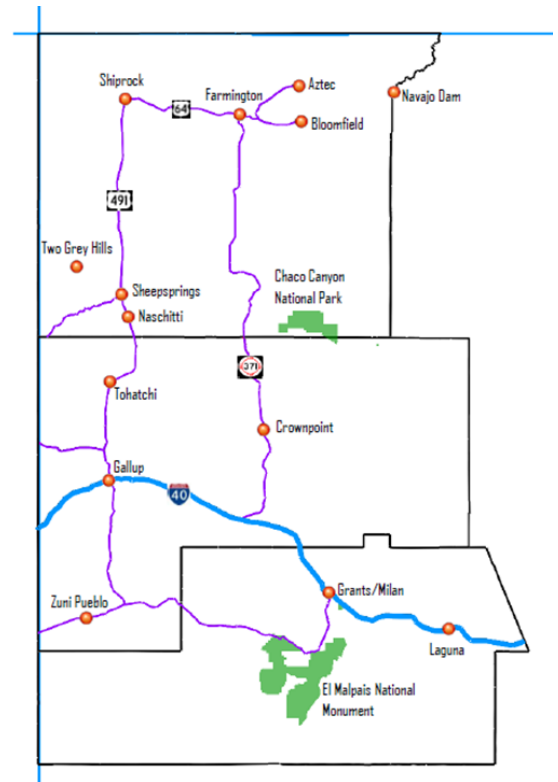 Shiprock
64
Farmington
Aztec
Bloomfield
Navajo Dam
491
Two Grey Hills
Sheepsprings
Naschitti
Chaco Canyon
National Park
371
Tohatchi
Crownpoint
Gallup
40
Zuni Pueblo
Grants/Milan
Laguna
El Malpais National
Monument